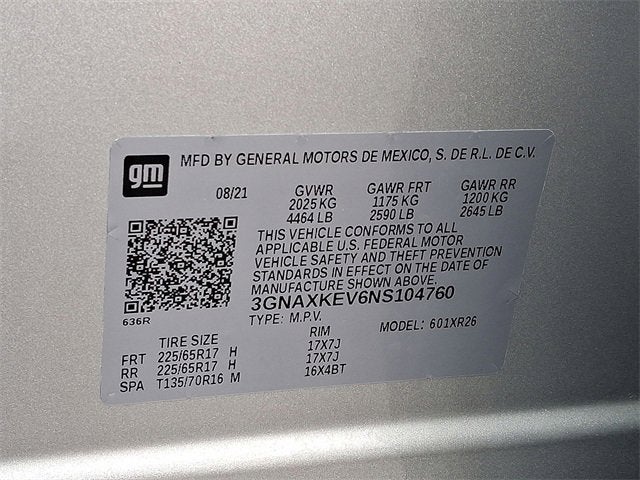 gm
MFD BY GENERAL MOTORS DE MEXICO, S. DE R.L. DE C.V.
08/21 GVWR GAWR FRT GAWR RR
2025 KG 1175 KG 1200 KG
4464 LB 2590 LB 2645 LB
THIS VEHICLE CONFORMS TO ALL
APPLICABLE U.S. FEDERAL MOTOR
VEHICLE SAFETY AND THEFT PREVENTION
STANDARDS IN EFFECT ON THE DATE OF
MANUFACTURE SHOWN ABOVE.
3GNAXKEV6NS104760
636R TYPE: M.P.V. MODEL: 601XR26
TIRE SIZE RIM
FRT 225/65R17 H 17X7J
RR 225/65R17 H 17X7J
SPA T135/70R16 M 16X4BT